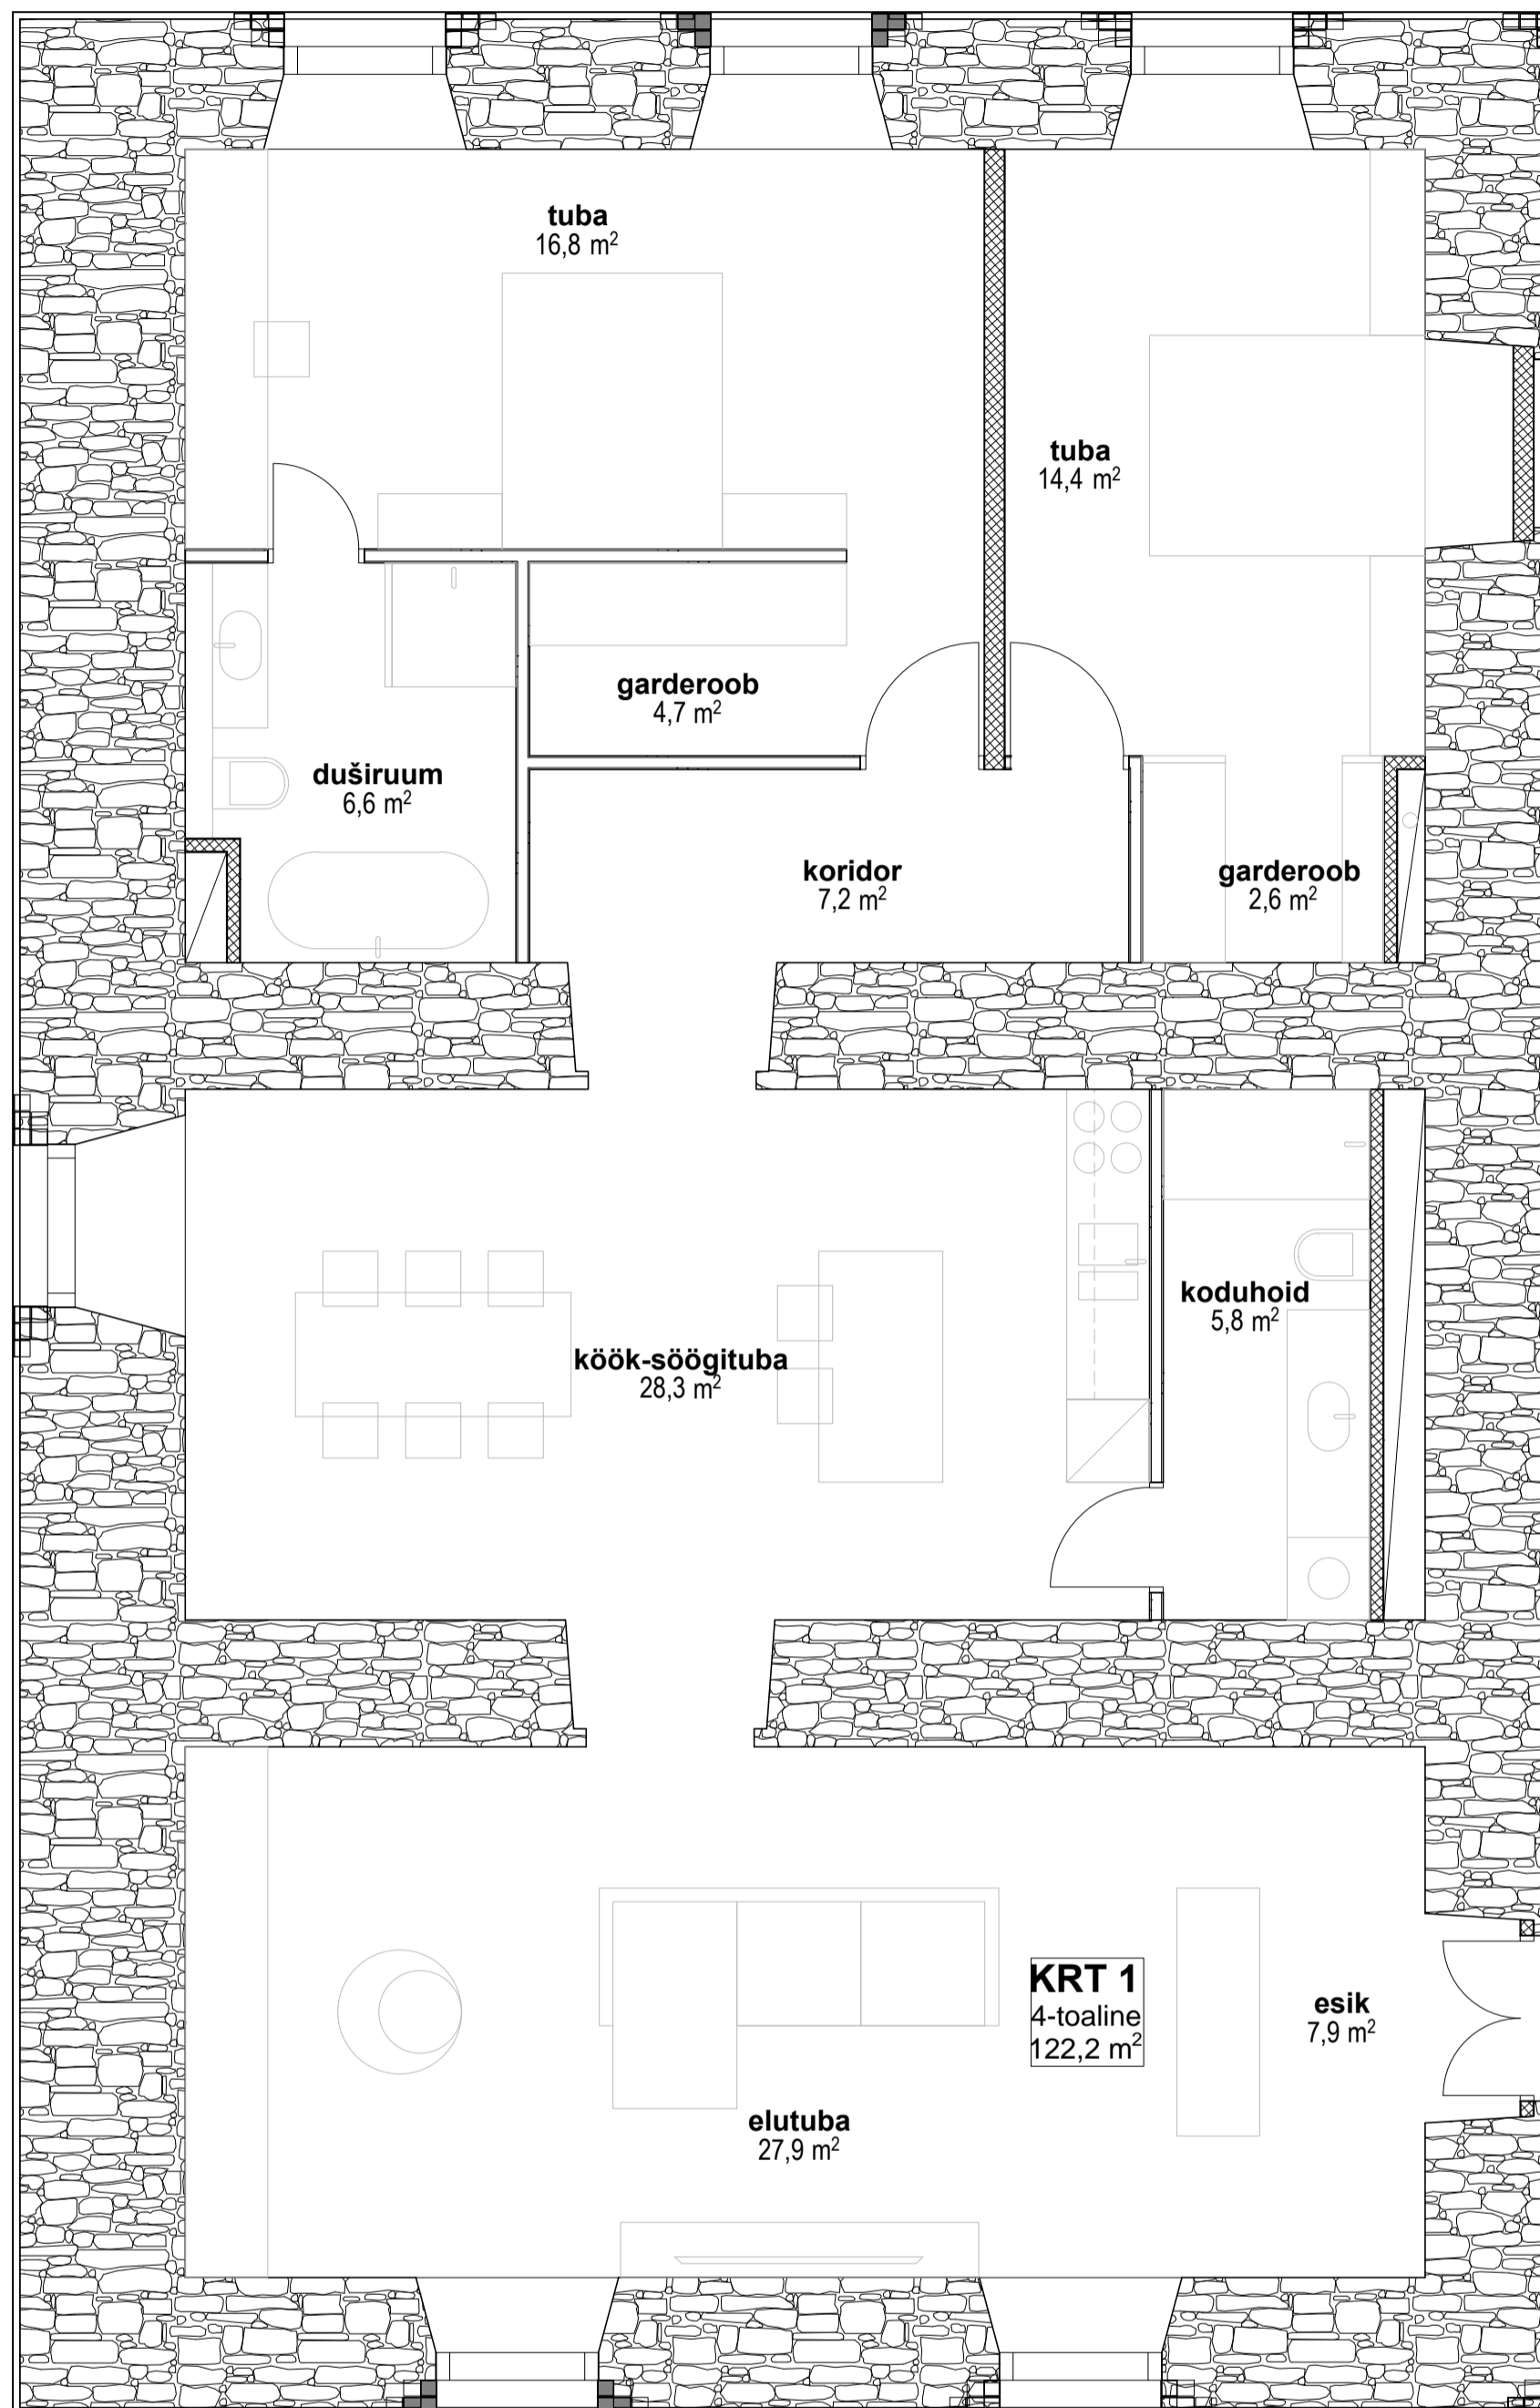 tuba
16,8 m²
tuba
14,4 m²
garderoob
4,7 m²
duširuum
6,6 m²
koridor
7,2 m²
garderoob
2,6 m²
koduhoid
5,8 m²
köök-söögituba
28,3 m²
KRT 1
4-toaline
122,2 m²
esik
7,9 m²
elutuba
27,9 m²